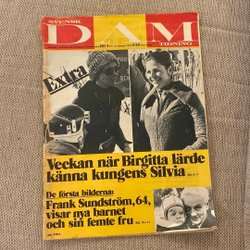 SVENSK
DAM
TIDNING
Extra
Veckan när Birgitta lärde
känna kungens Silvia
De första bilderna:
Frank Sundström, 64,
visar nya barnet
och sin femte fru